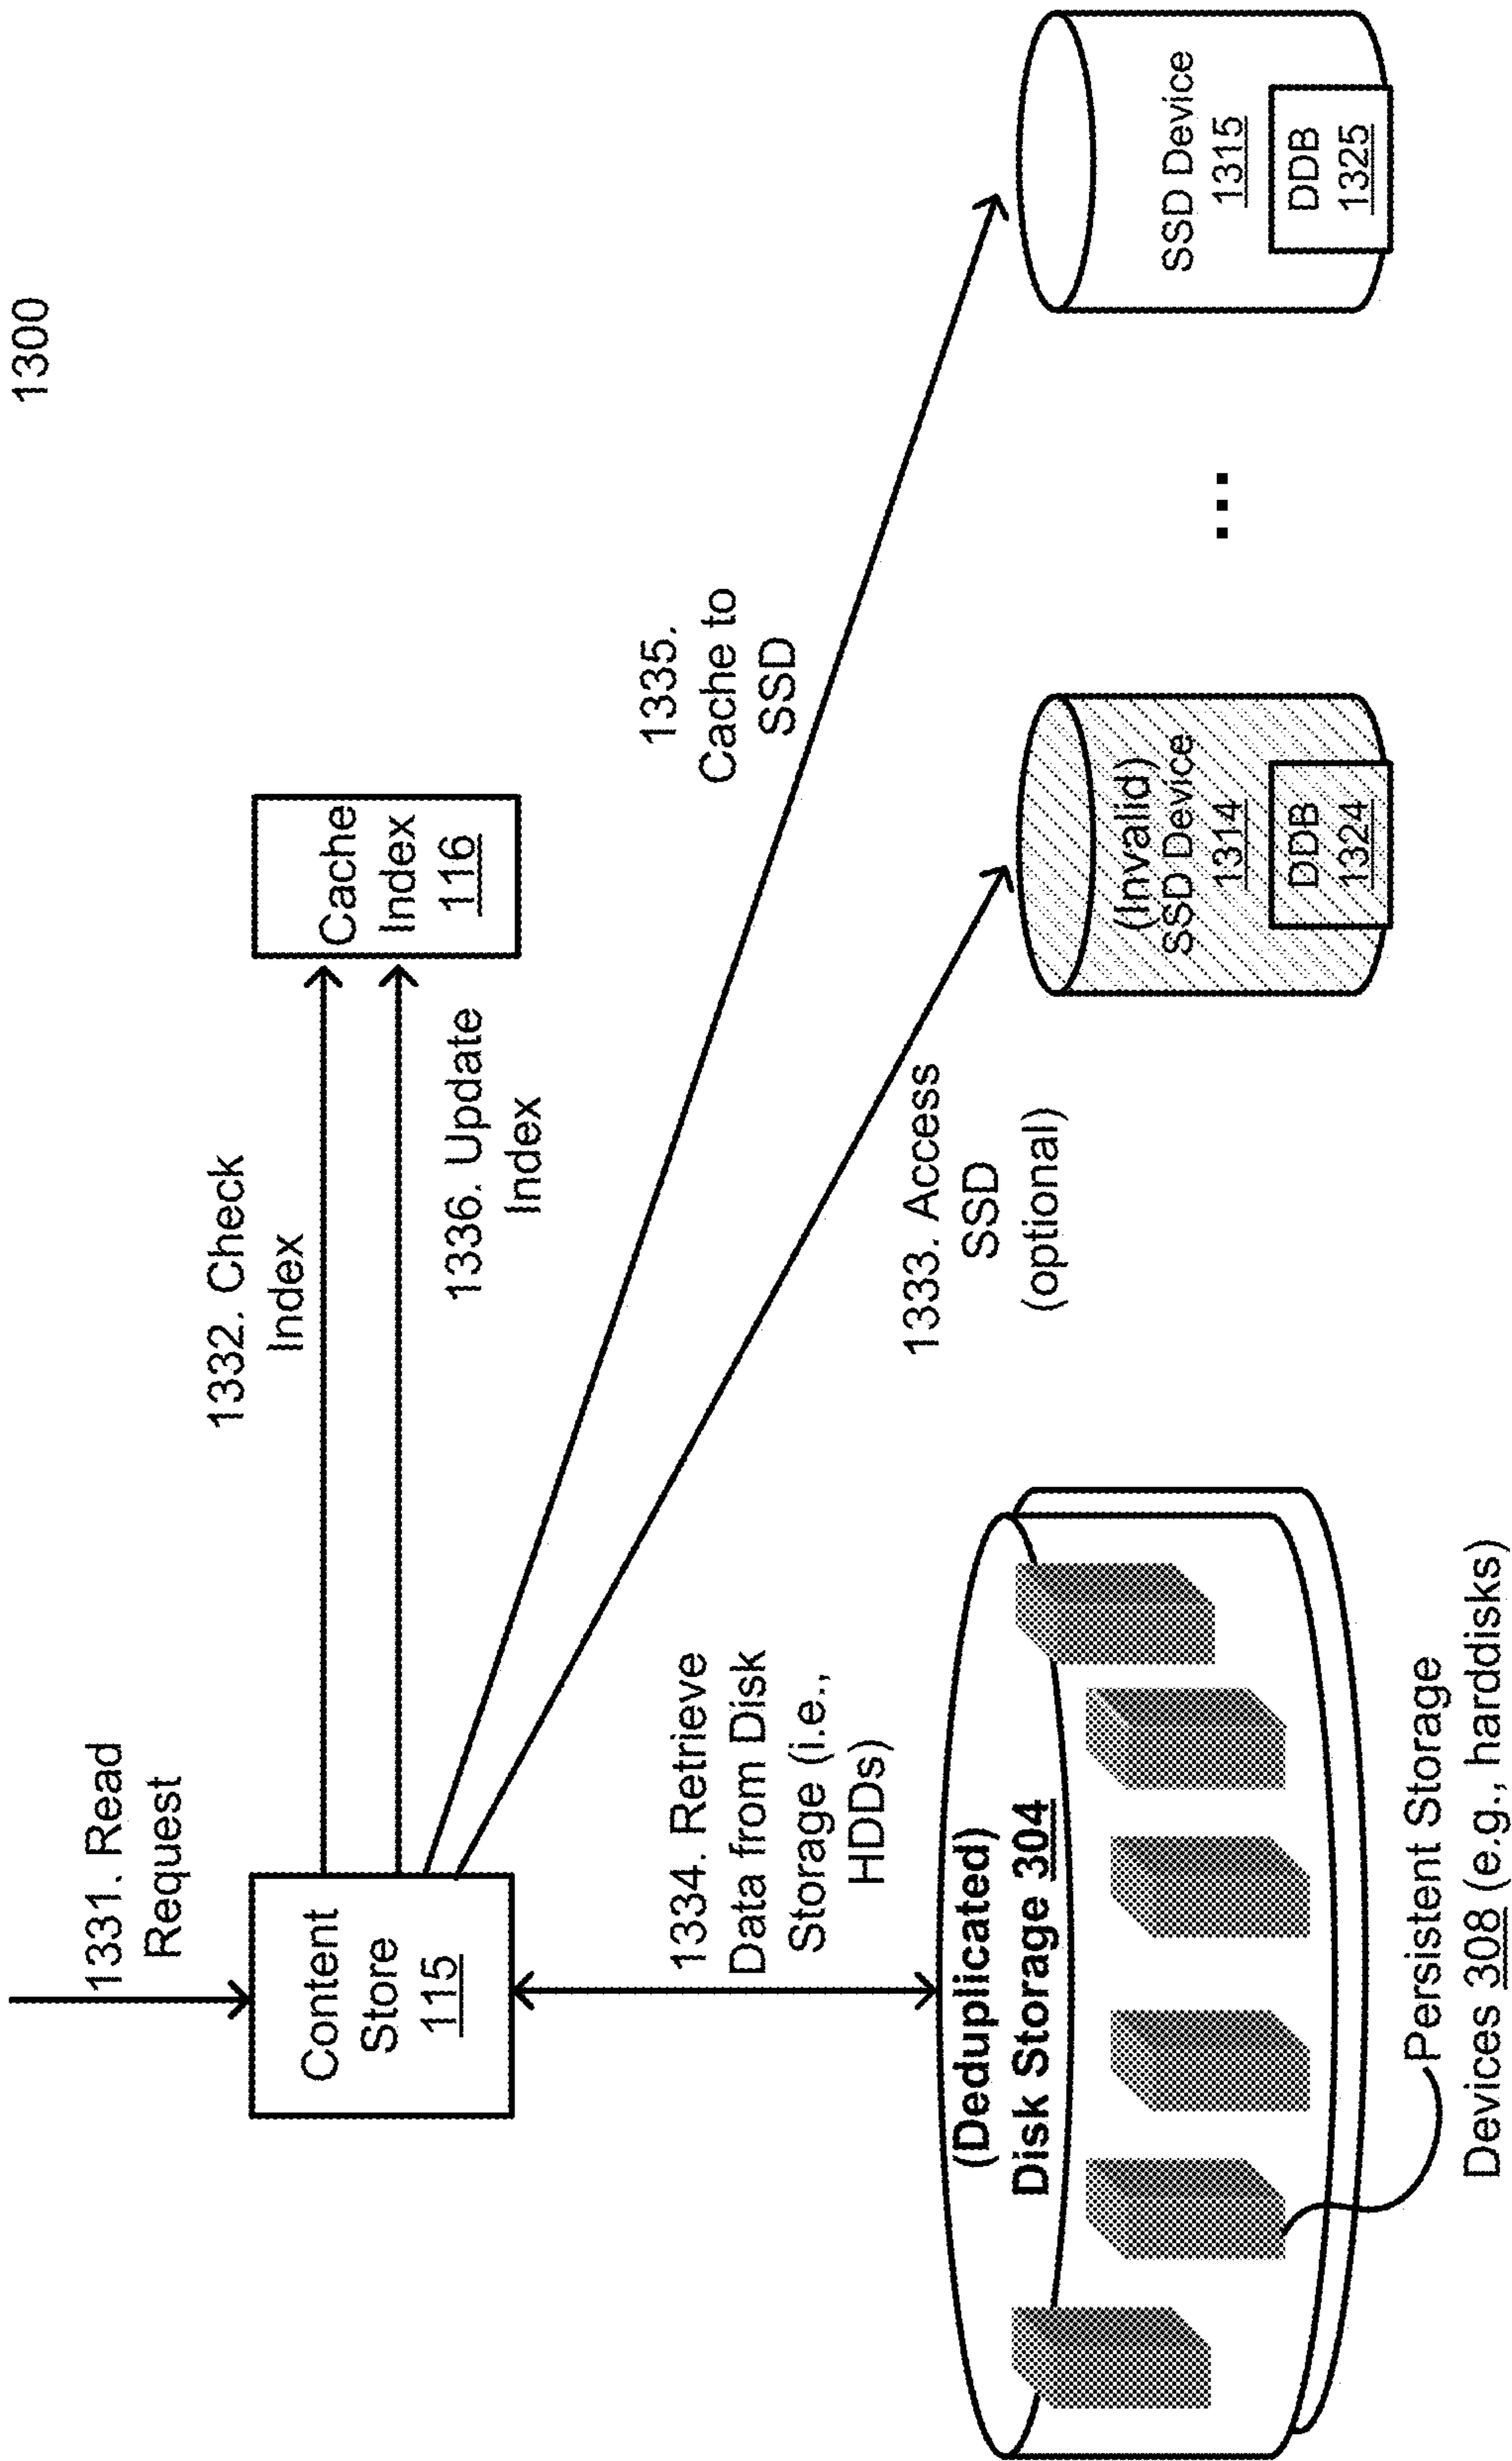 1300
1331. Read
Request
1332. Check
Index
Content
Store
115
Cache
Index
116
1336. Update
Index
1335.
Cache to
SSD
1334. Retrieve
Data from Disk
Storage (i.e.,
HDDs)
1333. Access
SSD
(optional)
(Deduplicated)
Disk Storage 304
(Invalid)
SSD Device
1314
DDB
1324
...
SSD Device
1315
DDB
1325
Persistent Storage
Devices 308 (e.g., harddisks)